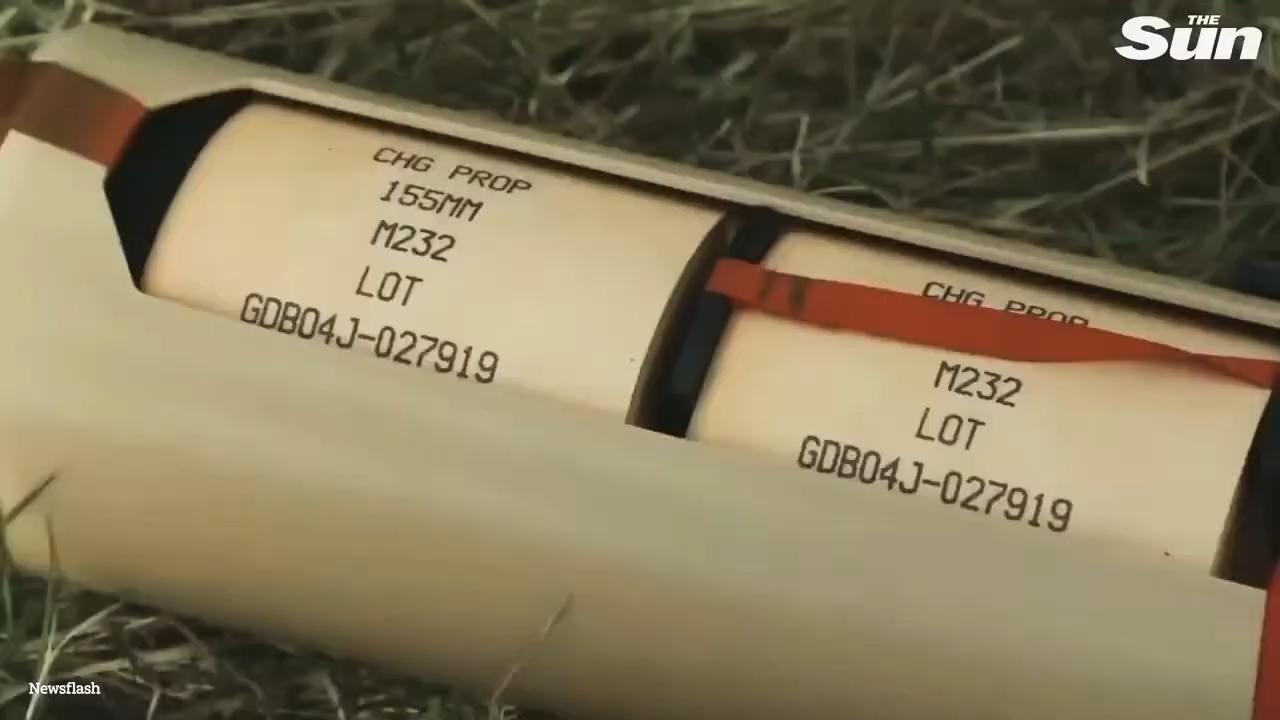 THE
Sun
CHG PROP
155MM
M232
LOT
GDB04J-027919
CHG PROP
M232
LOT
GDB04J-027919
Newsflash